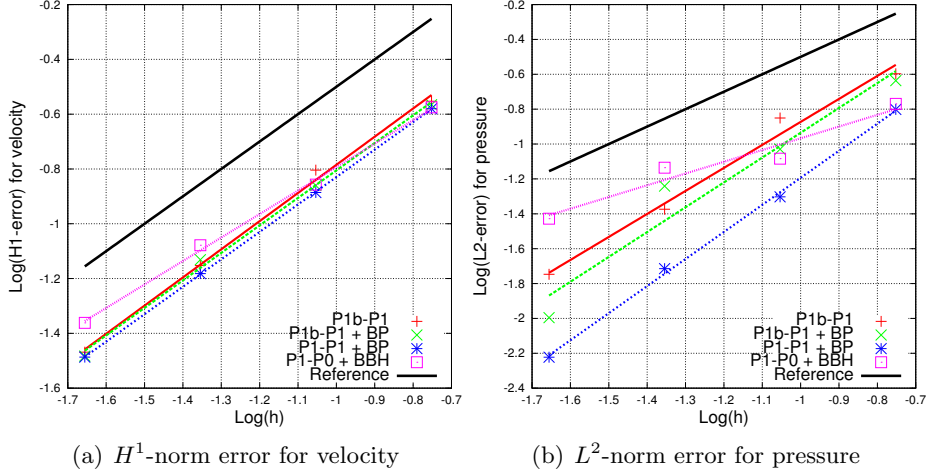 -0.2
-0.4
-0.6
-0.8
-1
-1.2
-1.4
-1.6
-1.7 -1.6 -1.5 -1.4 -1.3 -1.2 -1.1 -1 -0.9 -0.8 -0.7
Log(H1-error) for velocity
Log(h)
P1b-P1
P1b-P1 + BP
P1-P1 + BP
P1-P0 + BBH
Reference
(a) H¹-norm error for velocity
-0.2
-0.4
-0.6
-0.8
-1
-1.2
-1.4
-1.6
-1.8
-2
-2.2
-2.4
-1.7 -1.6 -1.5 -1.4 -1.3 -1.2 -1.1 -1 -0.9 -0.8 -0.7
Log(L2-error) for pressure
Log(h)
P1b-P1
P1b-P1 + BP
P1-P1 + BP
P1-P0 + BBH
Reference
(b) L²-norm error for pressure